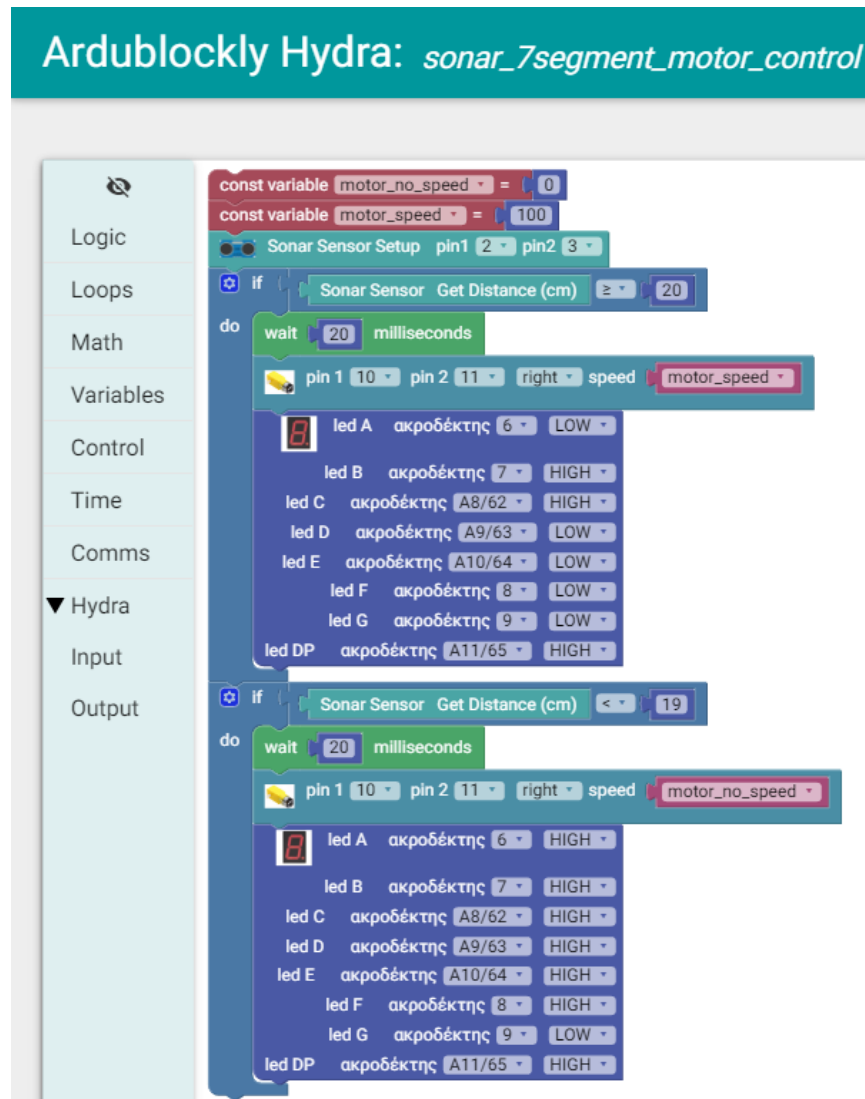 Ardublockly Hydra: sonar_7segment_motor_control
Logic
Loops
Math
Variables
Control
Time
Comms
Hydra
Input
Output
const variable motor_no_speed = 0
const variable motor_speed = 100
Sonar Sensor Setup pin1 2 pin2 3
if Sonar Sensor Get Distance (cm) ≥ 20
do wait 20 milliseconds
pin 1 10 pin 2 11 right speed motor_speed
led A ακροδέκτης 6 LOW
led B ακροδέκτης 7 HIGH
led C ακροδέκτης A8/62 HIGH
led D ακροδέκτης A9/63 LOW
led E ακροδέκτης A10/64 LOW
led F ακροδέκτης 8 LOW
led G ακροδέκτης 9 LOW
led DP ακροδέκτης A11/65 HIGH
if Sonar Sensor Get Distance (cm) < 19
do wait 20 milliseconds
pin 1 10 pin 2 11 right speed motor_no_speed
led A ακροδέκτης 6 HIGH
led B ακροδέκτης 7 HIGH
led C ακροδέκτης A8/62 HIGH
led D ακροδέκτης A9/63 HIGH
led E ακροδέκτης A10/64 HIGH
led F ακροδέκτης 8 HIGH
led G ακροδέκτης 9 LOW
led DP ακροδέκτης A11/65 HIGH